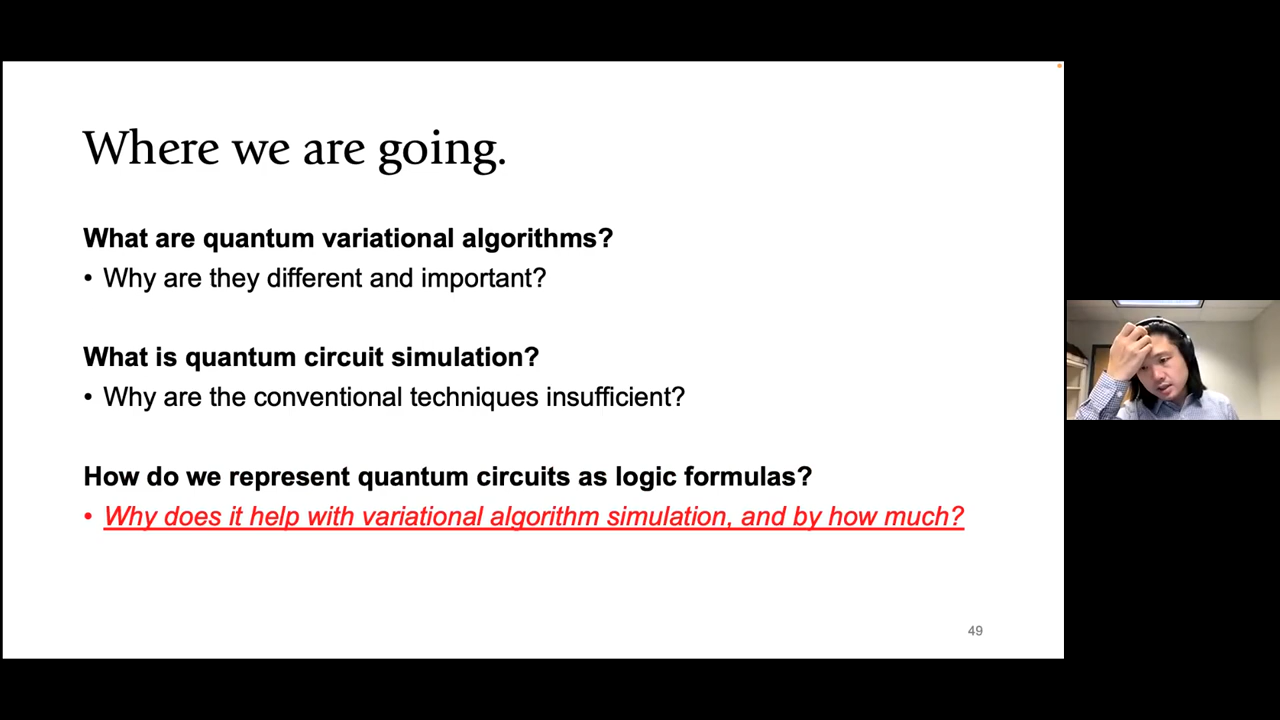 Where we are going.
What are quantum variational algorithms?
• Why are they different and important?
What is quantum circuit simulation?
• Why are the conventional techniques insufficient?
How do we represent quantum circuits as logic formulas?
• Why does it help with variational algorithm simulation, and by how much?
49